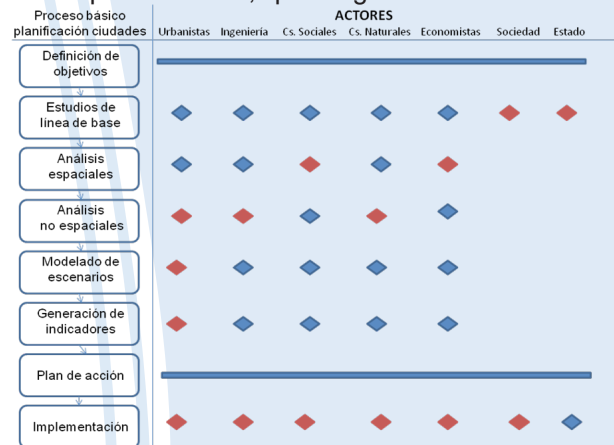 Proceso básico
planificación ciudades
ACTORES
Urbanistas Ingeniería Cs. Sociales Cs. Naturales Economistas Sociedad Estado
Definición de
objetivos
Estudios de
línea de base
Análisis
espaciales
Análisis
no espaciales
Modelado de
escenarios
Generación de
indicadores
Plan de acción
Implementación